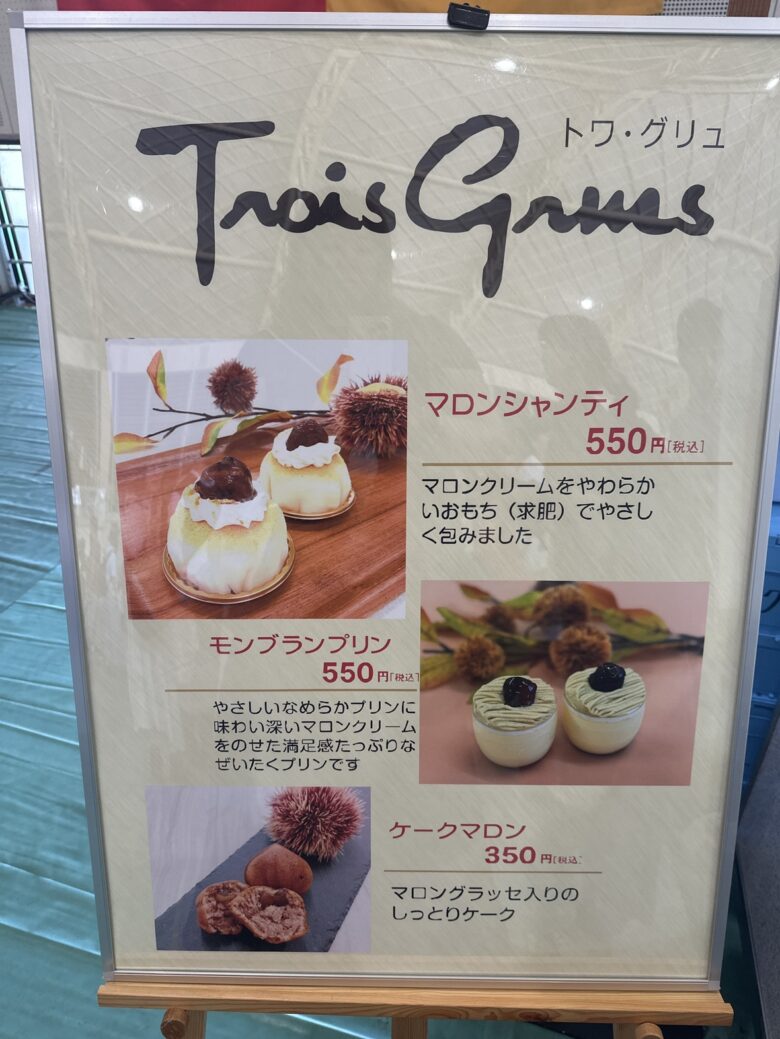 Trois Grues
トワ・グリュ
マロンシャンティ
550円[税込]
マロンクリームをやわらか
いおもち（求肥）でやさし
く包みました
モンブランプリン
550円[税込]
やさしいなめらかプリンに
味わい深いマロンクリーム
をのせた満足感たっぷりな
ぜいたくプリンです
ケークマロン
350円[税込]
マロングラッセ入りの
しっとりケーク